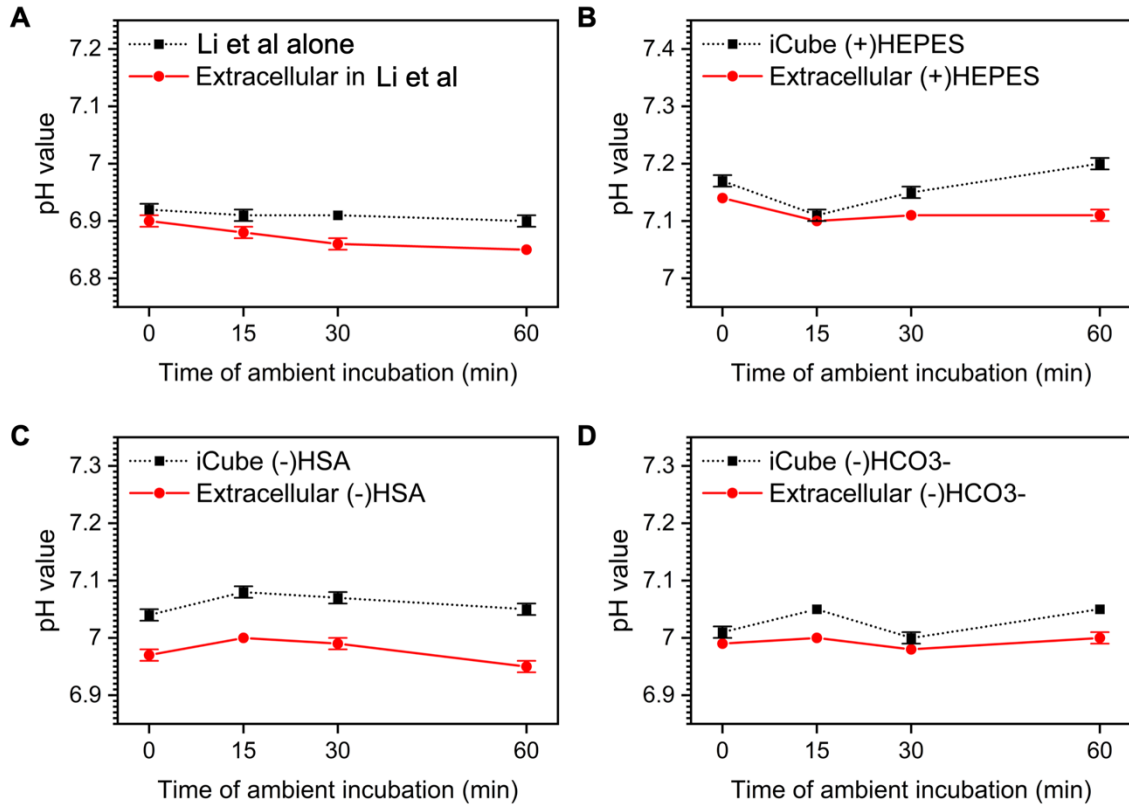 A
Li et al alone
Extracellular in Li et al
7.2
7.1
7
6.9
6.8
pH value
0 15 30 60
Time of ambient incubation (min)
B
iCube (+)HEPES
Extracellular (+)HEPES
7.4
7.3
7.2
7.1
7
pH value
0 15 30 60
Time of ambient incubation (min)
C
iCube (-)HSA
Extracellular (-)HSA
7.3
7.2
7.1
7
6.9
pH value
0 15 30 60
Time of ambient incubation (min)
D
iCube (-)HCO3-
Extracellular (-)HCO3-
7.3
7.2
7.1
7
6.9
pH value
0 15 30 60
Time of ambient incubation (min)